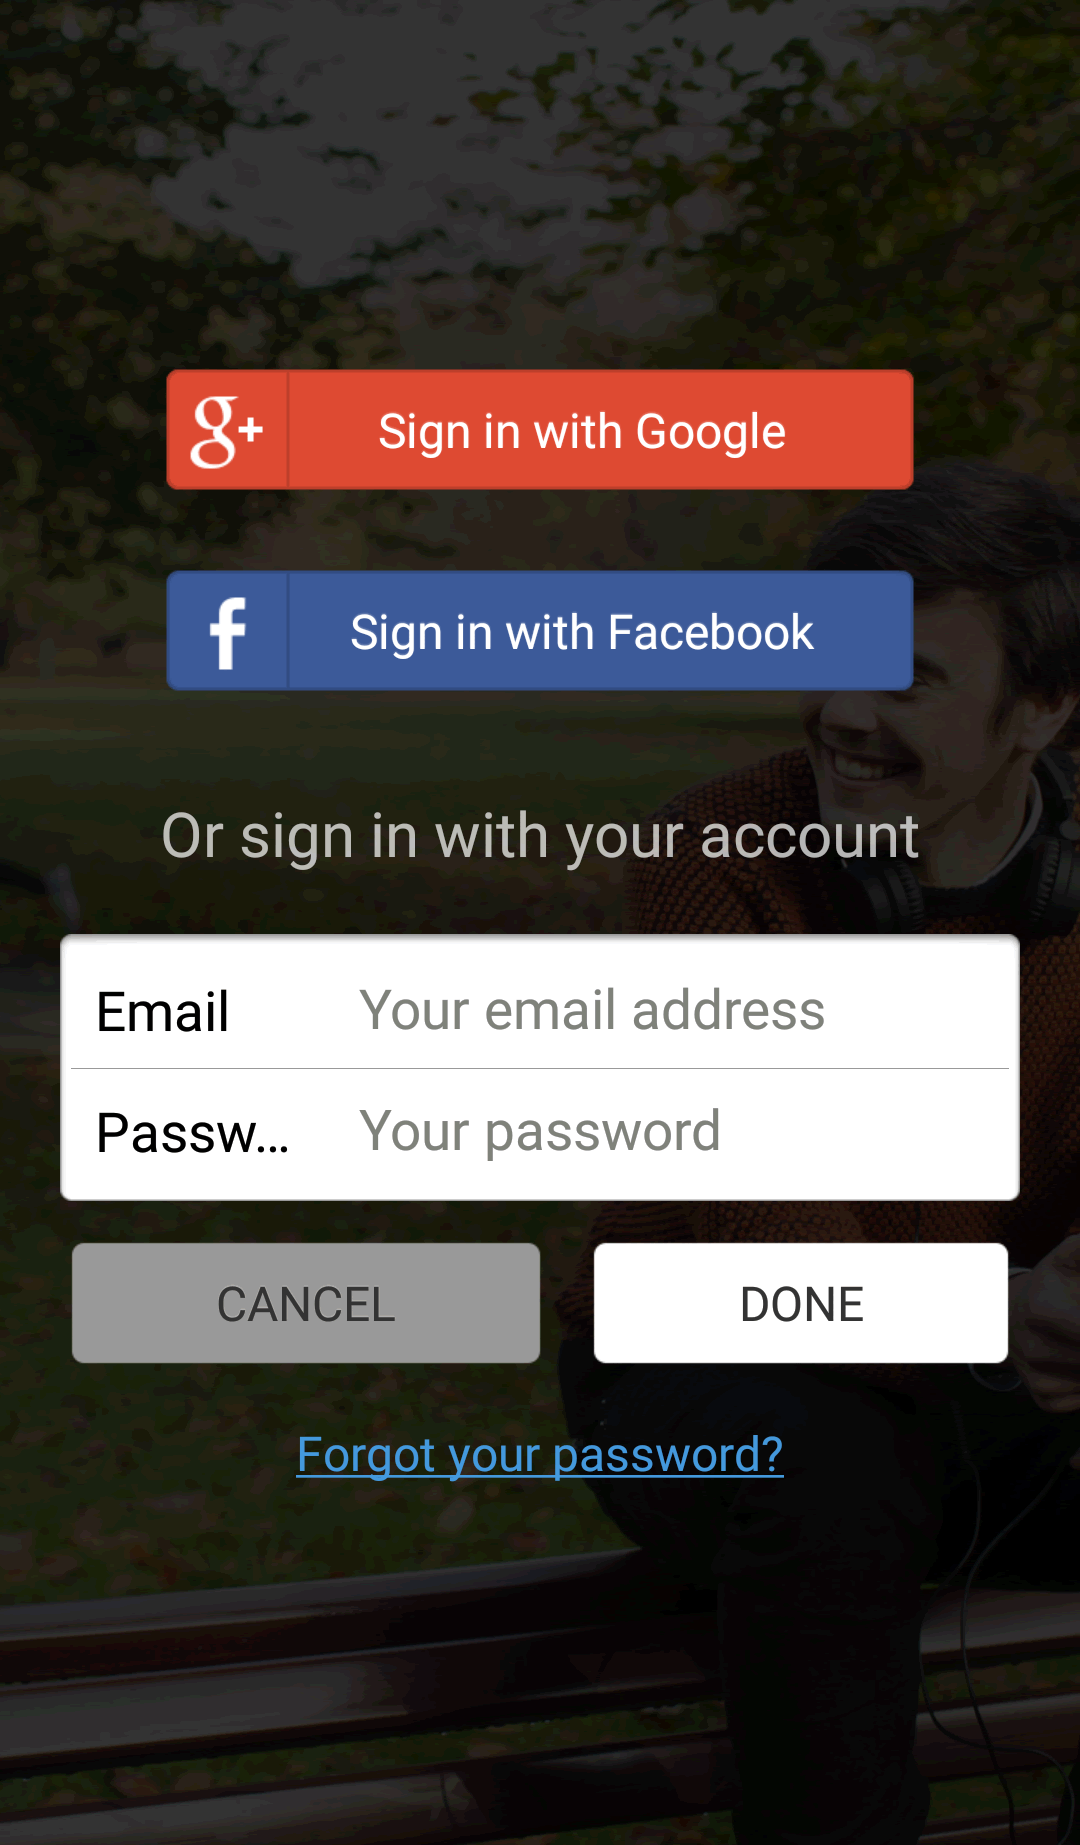 g+ Sign in with Google
f Sign in with Facebook
Or sign in with your account
Email Your email address
Passw... Your password
CANCEL DONE
Forgot your password?